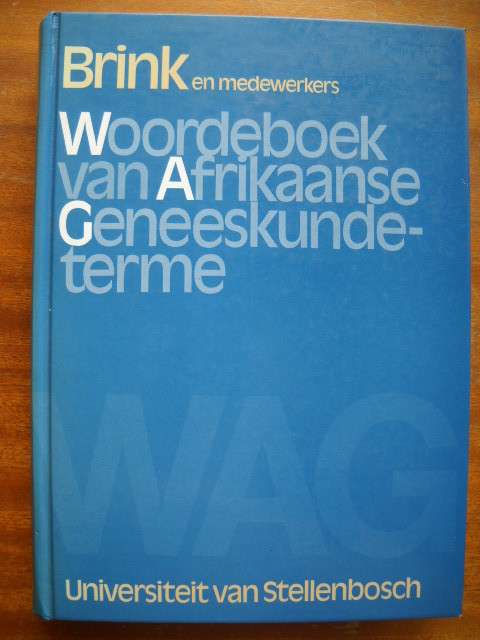 Brink en medewerkers
Woordeboek
van Afrikaanse
Geneeskunde-
terme
WAG
Universiteit van Stellenbosch